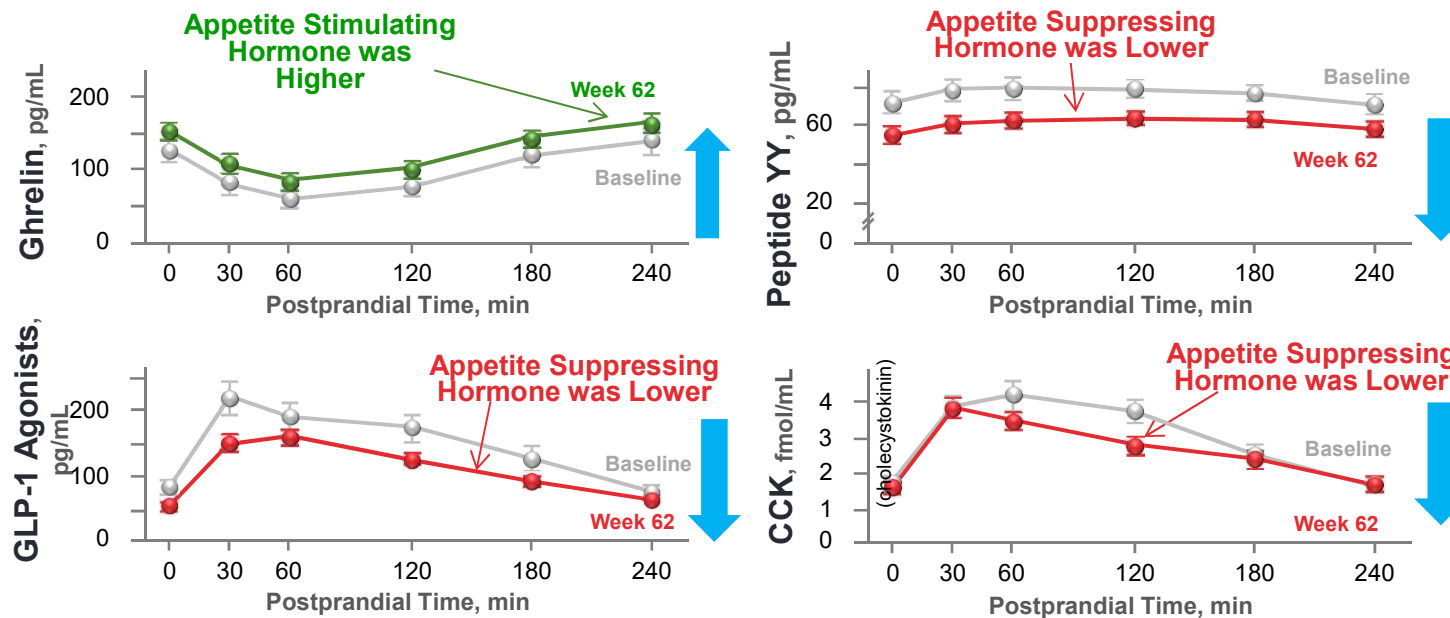 Appetite Stimulating
Hormone was
Higher
Ghrelin, pg/mL
200
100
0
Week 62
Baseline
0 30 60 120 180 240
Postprandial Time, min
Appetite Suppressing
Hormone was Lower
Peptide YY, pg/mL
60
20
0
Baseline
Week 62
0 30 60 120 180 240
Postprandial Time, min
GLP-1 Agonists,
pg/mL
200
100
0
Appetite Suppressing
Hormone was Lower
Baseline
Week 62
0 30 60 120 180 240
Postprandial Time, min
CCK, fmol/mL
(cholecystokinin)
4
3
2
1
0
Appetite Suppressing
Hormone was Lower
Baseline
Week 62
0 30 60 120 180 240
Postprandial Time, min